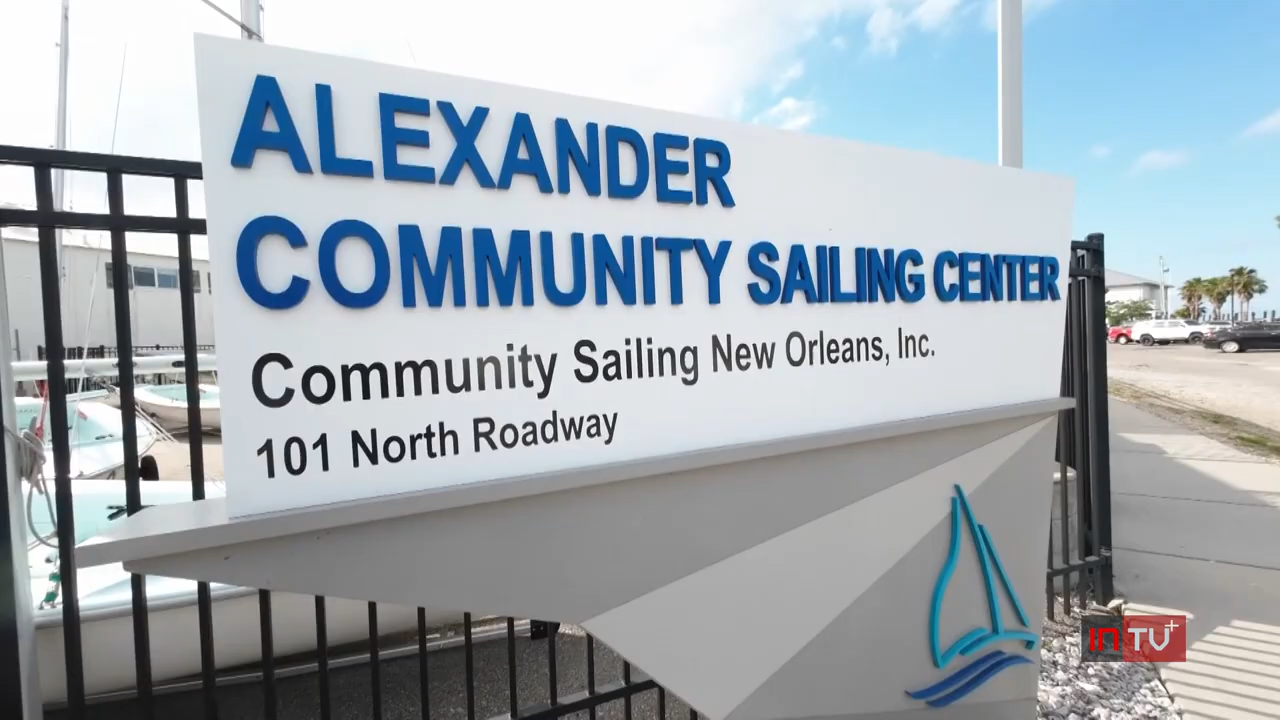 ALEXANDER
COMMUNITY SAILING CENTER
Community Sailing New Orleans, Inc.
101 North Roadway
INTV+